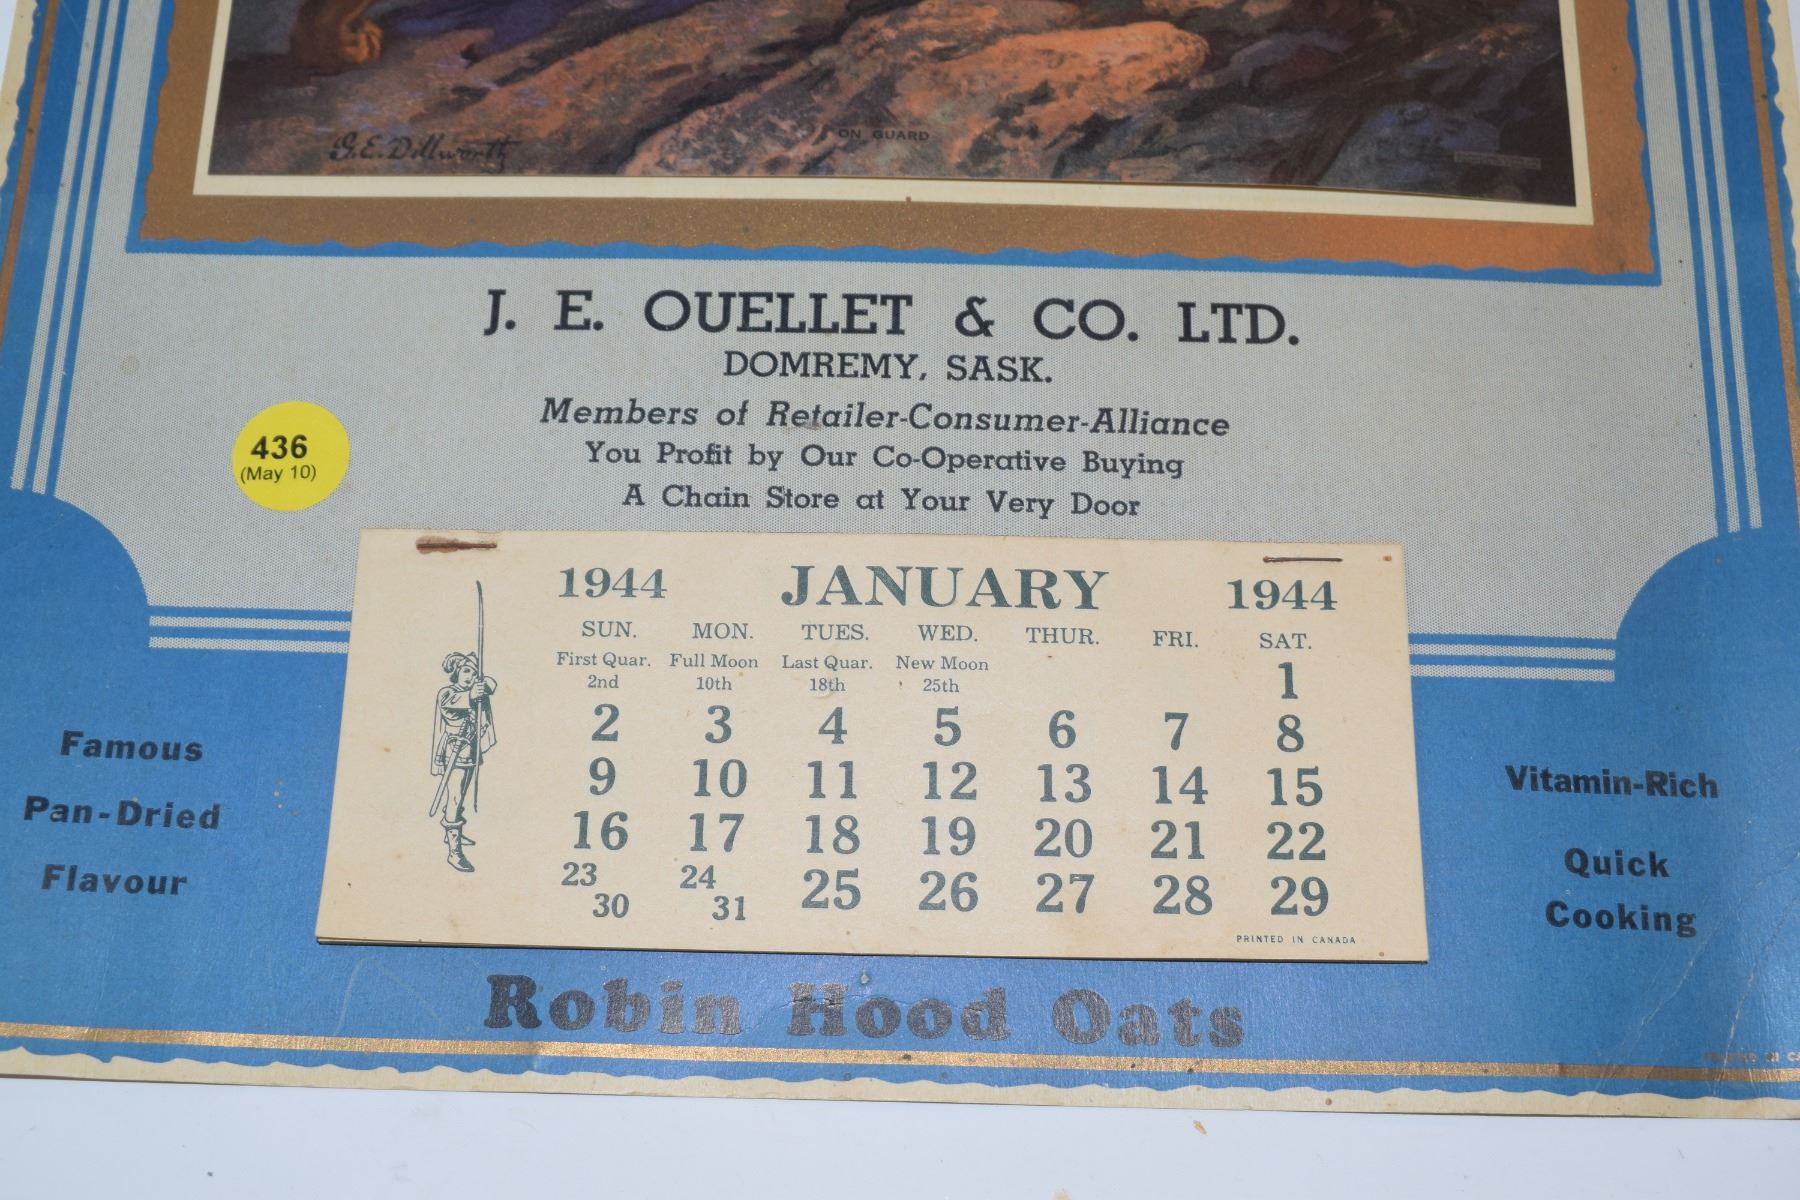 G.E. Dillworth
ON GUARD
J. E. OUELLET & CO. LTD.
DOMREMY, SASK.
Members of Retailer-Consumer-Alliance
You Profit by Our Co-Operative Buying
A Chain Store at Your Very Door
436
(May 10)
1944 JANUARY 1944
SUN. MON. TUES. WED. THUR. FRI. SAT.
First Quar. Full Moon Last Quar. New Moon
2nd 10th 18th 25th 1
2 3 4 5 6 7 8
9 10 11 12 13 14 15
16 17 18 19 20 21 22
23 24 25 26 27 28 29
30 31
PRINTED IN CANADA
Famous
Pan-Dried
Flavour
Vitamin-Rich
Quick
Cooking
Robin Hood Oats